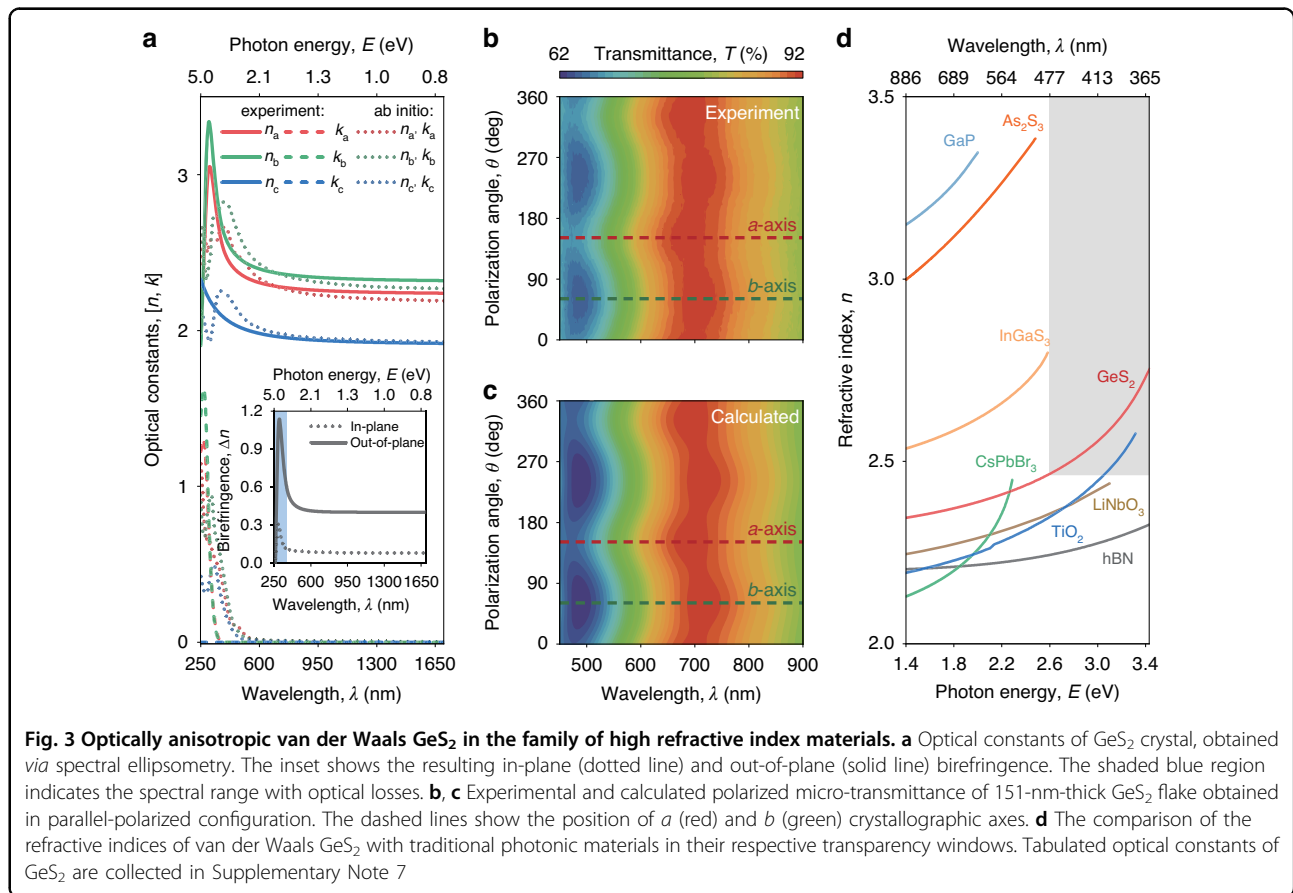 a
Photon energy, E (eV)
5.0 2.1 1.3 1.0 0.8
experiment: ab initio:
nₐ kₐ nₐ, kₐ
n_b k_b n_b, k_b
n_c k_c n_c, k_c
Optical constants, [n, k]
3
2
1
0
Photon energy, E (eV)
5.0 2.1 1.3 1.0 0.8
Birefringence, Δn
1.2
0.9
0.6
0.3
0.0
In-plane
Out-of-plane
250 600 950 1300 1650
Wavelength, λ (nm)
250 600 950 1300 1650
Wavelength, λ (nm)
b
62 Transmittance, T (%) 92
Polarization angle, θ (deg)
360
270
180
90
0
Experiment
a-axis
b-axis
c
Polarization angle, θ (deg)
360
270
180
90
0
Calculated
a-axis
b-axis
500 600 700 800 900
Wavelength, λ (nm)
d
Wavelength, λ (nm)
886 689 564 477 413 365
Refractive index, n
3.5
3.0
2.5
2.0
GaP
As₂S₃
InGaS₃
GeS₂
CsPbBr₃
LiNbO₃
TiO₂
hBN
1.4 1.8 2.2 2.6 3.0 3.4
Photon energy, E (eV)
Fig. 3 Optically anisotropic van der Waals GeS₂ in the family of high refractive index materials. a Optical constants of GeS₂ crystal, obtained
via spectral ellipsometry. The inset shows the resulting in-plane (dotted line) and out-of-plane (solid line) birefringence. The shaded blue region
indicates the spectral range with optical losses. b, c Experimental and calculated polarized micro-transmittance of 151-nm-thick GeS₂ flake obtained
in parallel-polarized configuration. The dashed lines show the position of a (red) and b (green) crystallographic axes. d The comparison of the
refractive indices of van der Waals GeS₂ with traditional photonic materials in their respective transparency windows. Tabulated optical constants of
GeS₂ are collected in Supplementary Note 7